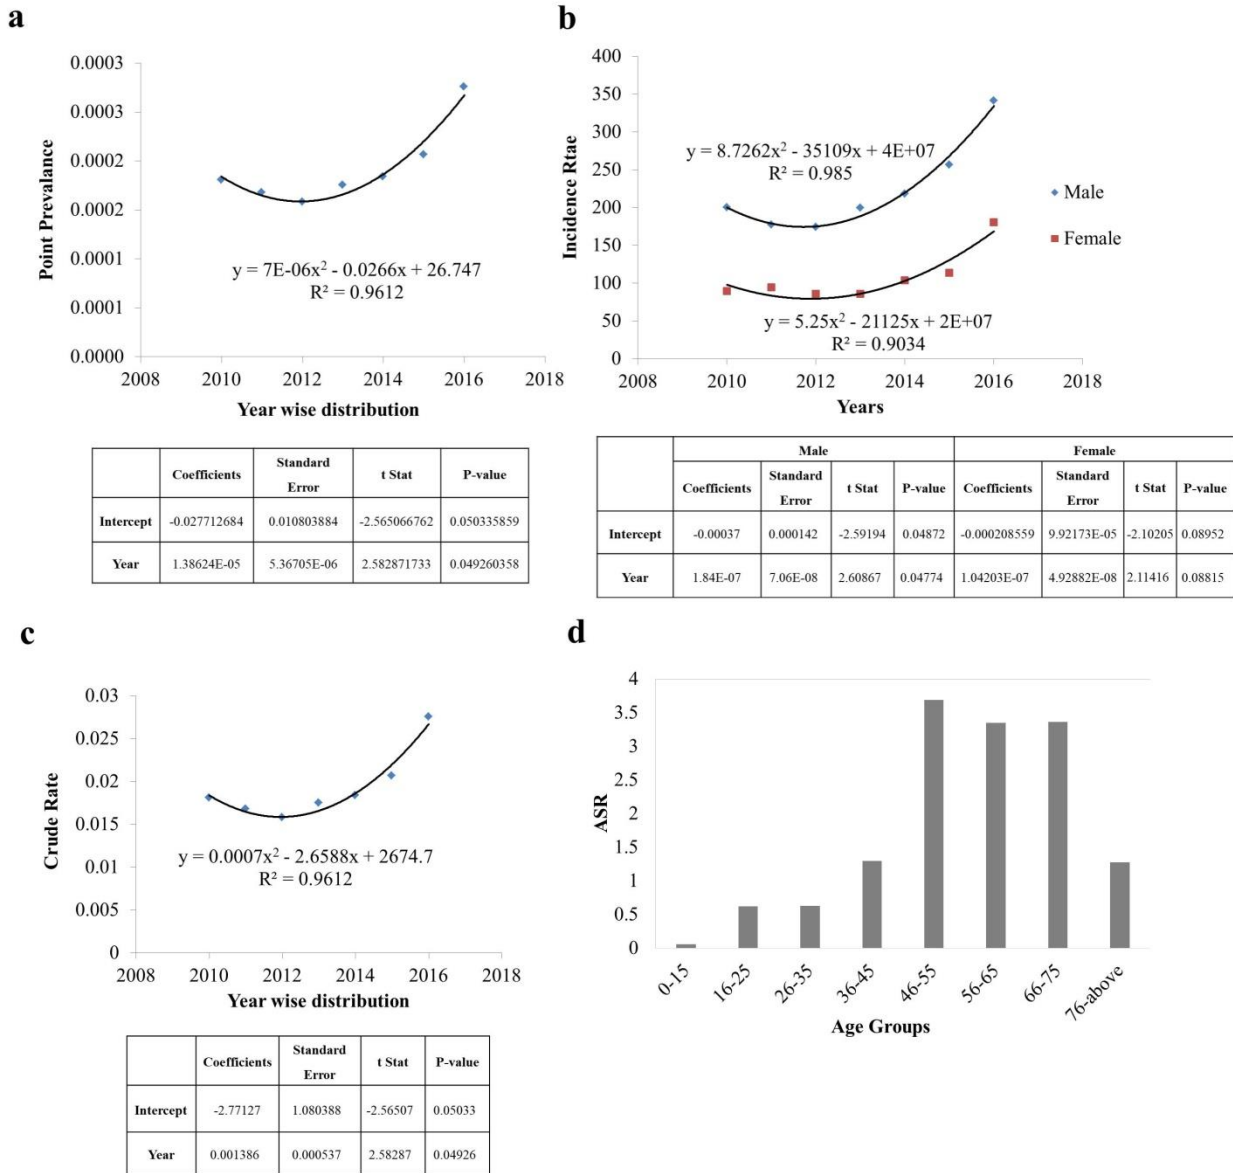 a
0.0003
0.0003
0.0002
0.0002
0.0001
0.0001
0.0000
Point Prevalance
y = 7E-06x² - 0.0266x + 26.747
R² = 0.9612
2008 2010 2012 2014 2016 2018
Year wise distribution
Coefficients Standard Error t Stat P-value
Intercept -0.027712684 0.010803884 -2.565066762 0.050335859
Year 1.38624E-05 5.36705E-06 2.582871733 0.049260358
b
400
350
300
250
200
150
100
50
0
Incidence Rtae
y = 8.7262x² - 35109x + 4E+07
R² = 0.985
Male
Female
y = 5.25x² - 21125x + 2E+07
R² = 0.9034
2008 2010 2012 2014 2016 2018
Years
Male Female
Coefficients Standard Error t Stat P-value Coefficients Standard Error t Stat P-value
Intercept -0.00037 0.000142 -2.59194 0.04872 -0.000208559 9.92173E-05 -2.10205 0.08952
Year 1.84E-07 7.06E-08 2.60867 0.04774 1.04203E-07 4.92882E-08 2.11416 0.08815
c
0.03
0.025
0.02
0.015
0.01
0.005
0
Crude Rate
y = 0.0007x² - 2.6588x + 2674.7
R² = 0.9612
2008 2010 2012 2014 2016 2018
Year wise distribution
Coefficients Standard Error t Stat P-value
Intercept -2.77127 1.080388 -2.56507 0.05033
Year 0.001386 0.000537 2.58287 0.04926
d
4
3.5
3
2.5
2
1.5
1
0.5
0
ASR
0-15 16-25 26-35 36-45 46-55 56-65 66-75 76-above
Age Groups